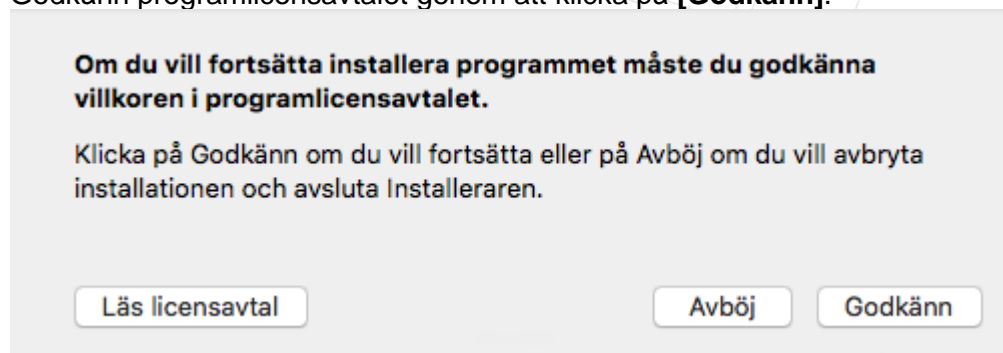 Godkänn programlicensavtalet genom att klicka på [Godkänn].
Om du vill fortsätta installera programmet måste du godkänna
villkoren i programlicensavtalet.
Klicka på Godkänn om du vill fortsätta eller på Avböj om du vill avbryta
installationen och avsluta Installeraren.
Läs licensavtal
Avböj
Godkänn